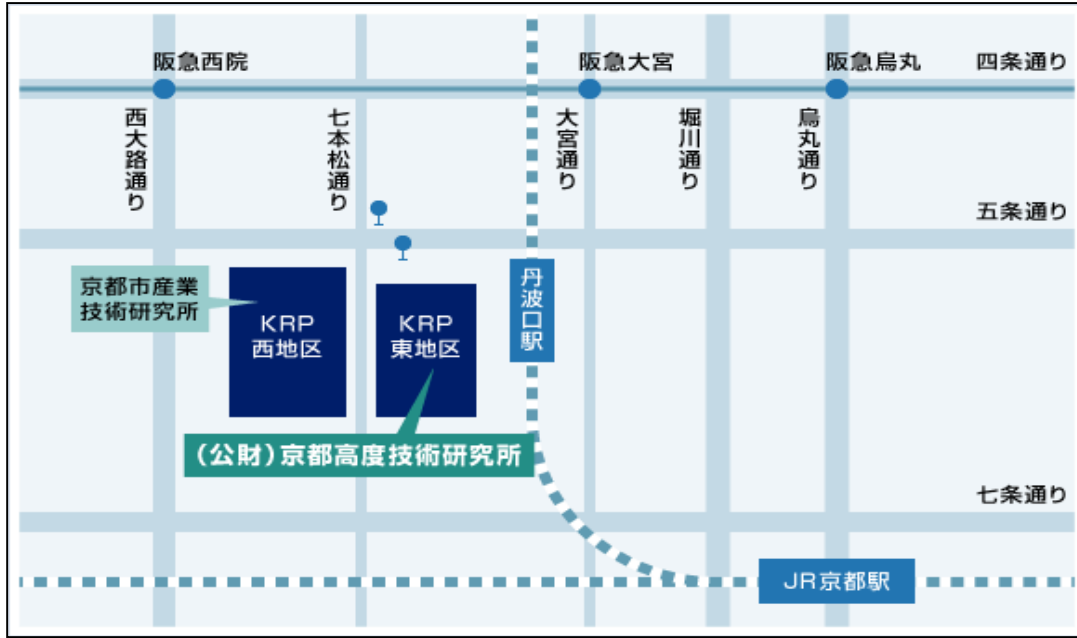 阪急西院
阪急大宮
阪急烏丸
四条通り
西大路通り
七本松通り
大宮通り
堀川通り
烏丸通り
五条通り
京都市産業
技術研究所
KRP
西地区
KRP
東地区
丹波口駅
(公財)京都高度技術研究所
七条通り
JR京都駅